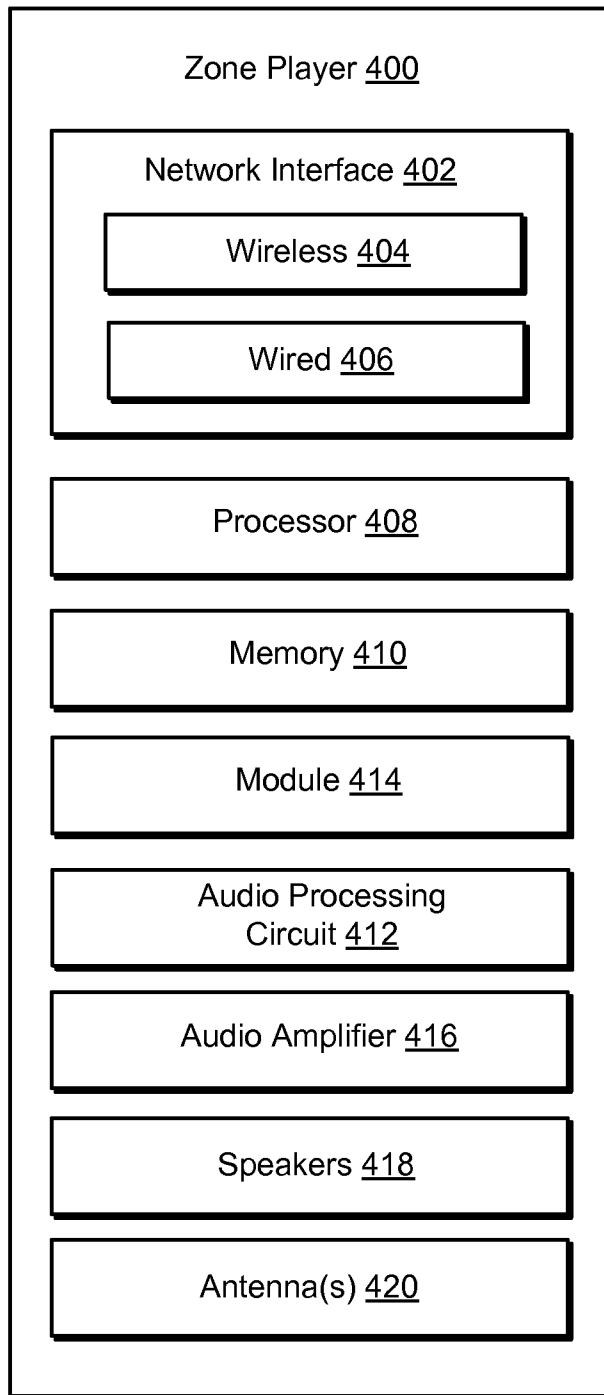 Zone Player 400
Network Interface 402
Wireless 404
Wired 406
Processor 408
Memory 410
Module 414
Audio Processing
Circuit 412
Audio Amplifier 416
Speakers 418
Antenna(s) 420